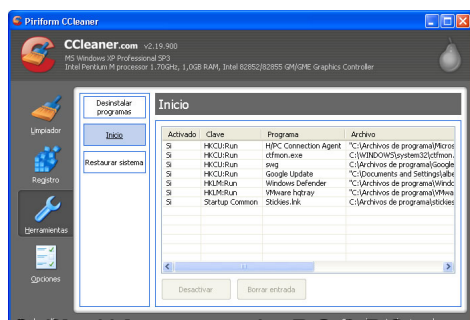 Piriform CCleaner
CCleaner.com v2.19.900
MS Windows XP Professional SP3
Intel Pentium M processor 1.70GHz, 1,0GB RAM, Intel 82852/82855 GM/GME Graphics Controller
Limpiador
Registro
Herramientas
Opciones
Desinstalar programas
Inicio
Restaurar sistema
Inicio
Activado Clave Programa Archivo
Si HKCU:Run H/PC Connection Agent "C:\Archivos de programa\Micros
Si HKCU:Run ctfmon.exe C:\WINDOWS\system32\ctfmon.
Si HKCU:Run swg C:\Archivos de programa\Google
Si HKCU:Run Google Update "C:\Documents and Settings\albe
Si HKLM:Run Windows Defender "C:\Archivos de programa\Windo
Si HKLM:Run VMware hqtray "C:\Archivos de programa\VMwa
Si Startup Common Stickies.lnk C:\Archivos de programa\stickies
Desactivar Borrar entrada